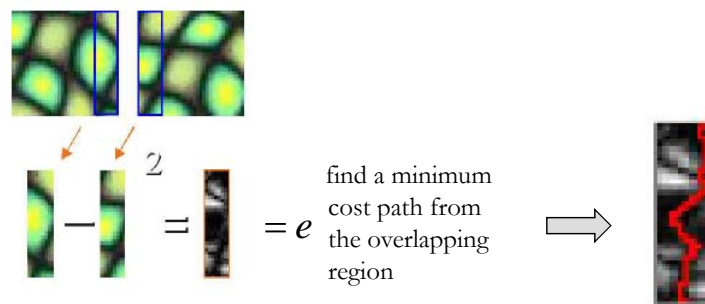 2
— = = e
find a minimum
cost path from
the overlapping
region